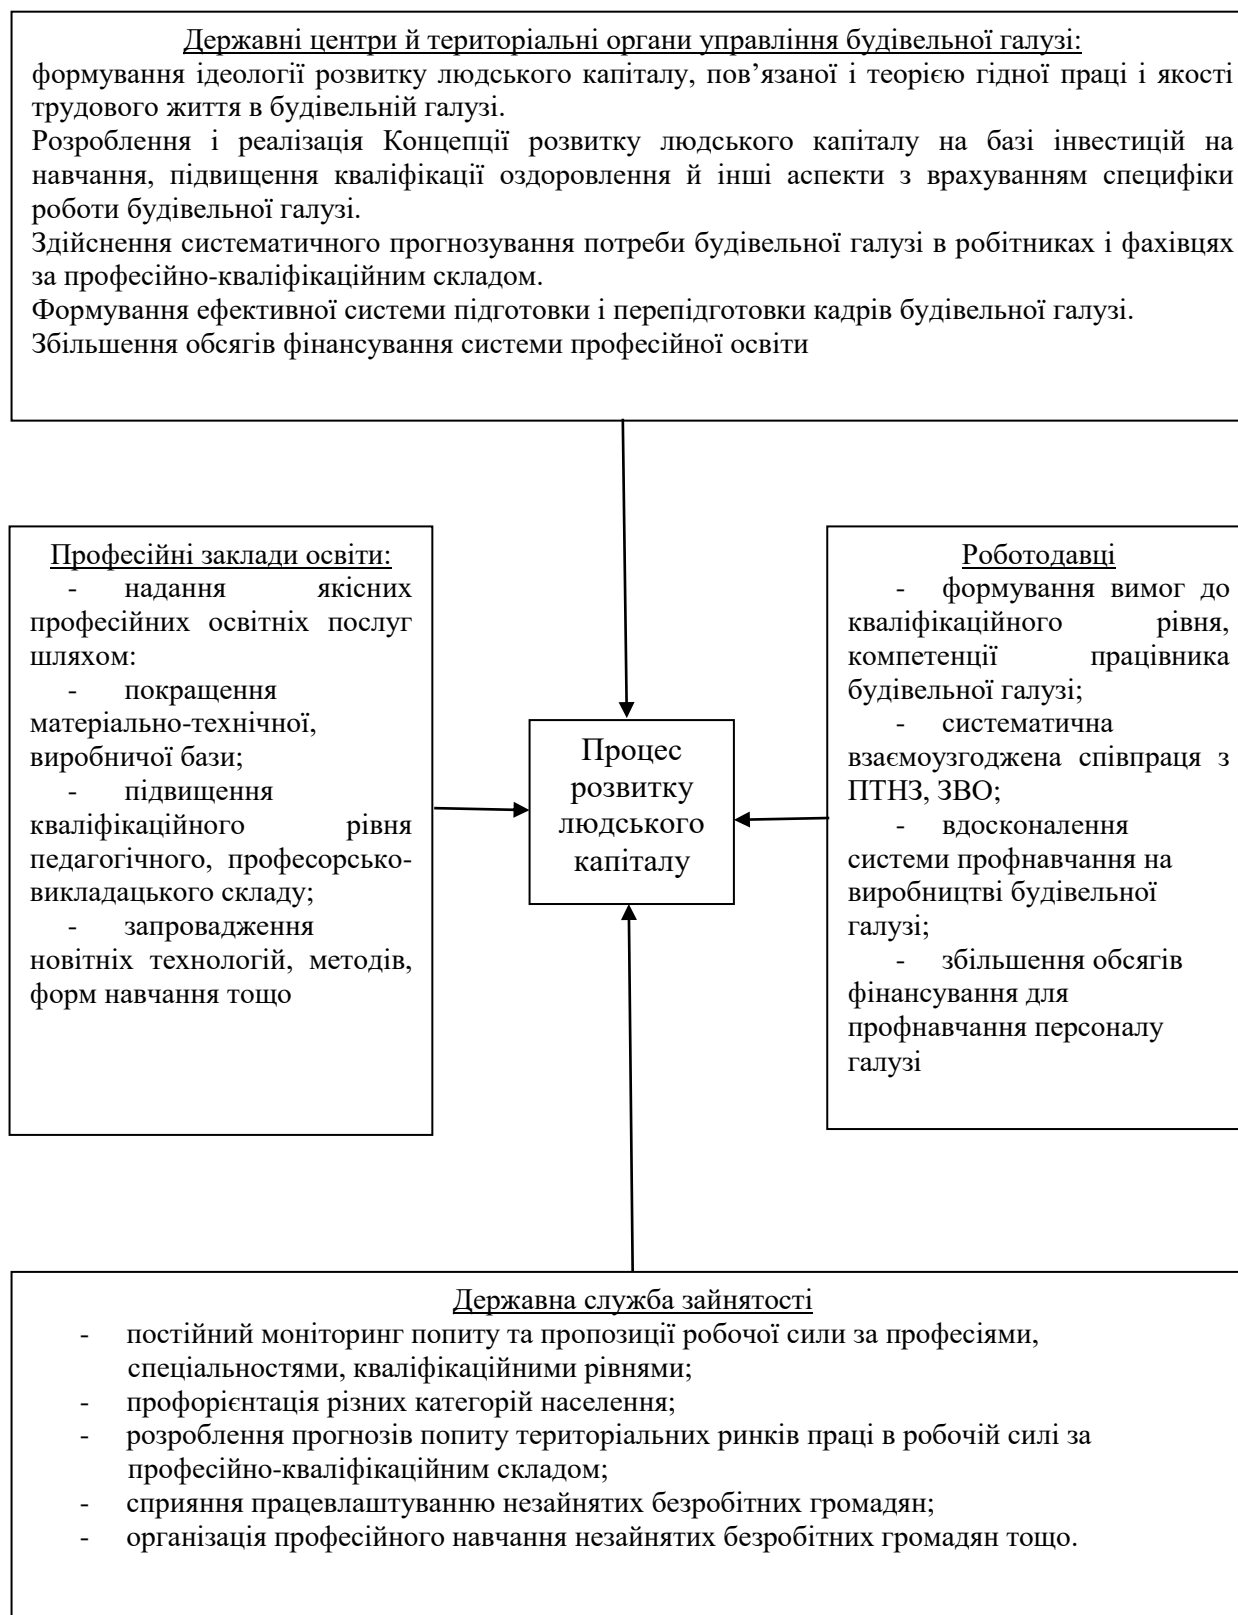 Державні центри й територіальні органи управління будівельної галузі:
формування ідеології розвитку людського капіталу, пов’язаної і теорією гідної праці і якості
трудового життя в будівельній галузі.
Розроблення і реалізація Концепції розвитку людського капіталу на базі інвестицій на
навчання, підвищення кваліфікації оздоровлення й інші аспекти з врахуванням специфіки
роботи будівельної галузі.
Здійснення систематичного прогнозування потреби будівельної галузі в робітниках і фахівцях
за професійно-кваліфікаційним складом.
Формування ефективної системи підготовки і перепідготовки кадрів будівельної галузі.
Збільшення обсягів фінансування системи професійної освіти
Професійні заклади освіти:
- надання якісних
професійних освітніх послуг
шляхом:
- покращення
матеріально-технічної,
виробничої бази;
- підвищення
кваліфікаційного рівня
педагогічного, професорсько-
викладацького складу;
- запровадження
новітніх технологій, методів,
форм навчання тощо
Процес
розвитку
людського
капіталу
Роботодавці
- формування вимог до
кваліфікаційного рівня,
компетенції працівника
будівельної галузі;
- систематична
взаємоузгоджена співпраця з
ПТНЗ, ЗВО;
- вдосконалення
системи профнавчання на
виробництві будівельної
галузі;
- збільшення обсягів
фінансування для
профнавчання персоналу
галузі
Державна служба зайнятості
- постійний моніторинг попиту та пропозиції робочої сили за професіями,
спеціальностями, кваліфікаційними рівнями;
- профорієнтація різних категорій населення;
- розроблення прогнозів попиту територіальних ринків праці в робочій силі за
професійно-кваліфікаційним складом;
- сприяння працевлаштуванню незайнятих безробітних громадян;
- організація професійного навчання незайнятих безробітних громадян тощо.